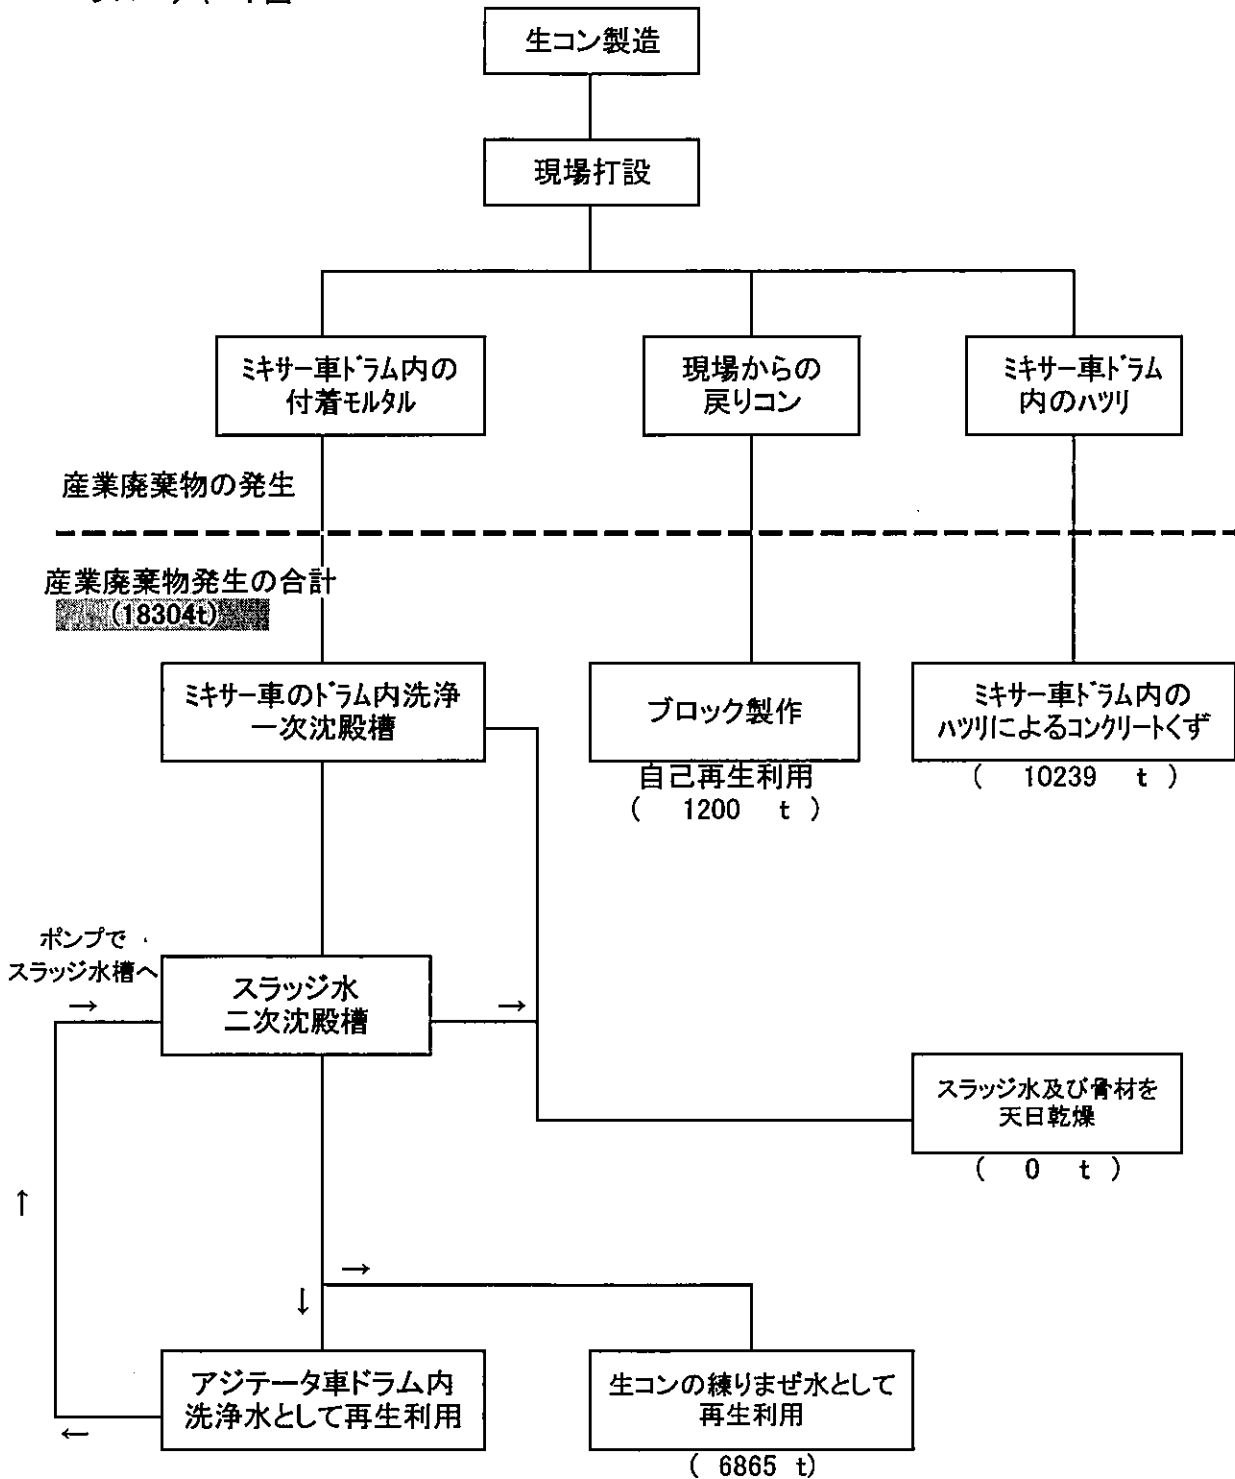 生コン製造
現場打設
ミキサー車ドラム内の
付着モルタル
現場からの
戻りコン
ミキサー車ドラム
内のハツリ
産業廃棄物の発生
産業廃棄物発生の合計
(18304t)
ミキサー車のドラム内洗浄
一次沈殿槽
ブロック製作
自己再生利用
( 1200 t )
ミキサー車ドラム内の
ハツリによるコンクリートくず
( 10239 t )
ポンプで
スラッジ水槽へ
→
スラッジ水
二次沈殿槽
→
スラッジ水及び骨材を
天日乾燥
( 0 t )
↑
→
↓
アジテータ車ドラム内
洗浄水として再生利用
←
生コンの練りまぜ水として
再生利用
( 6865 t)